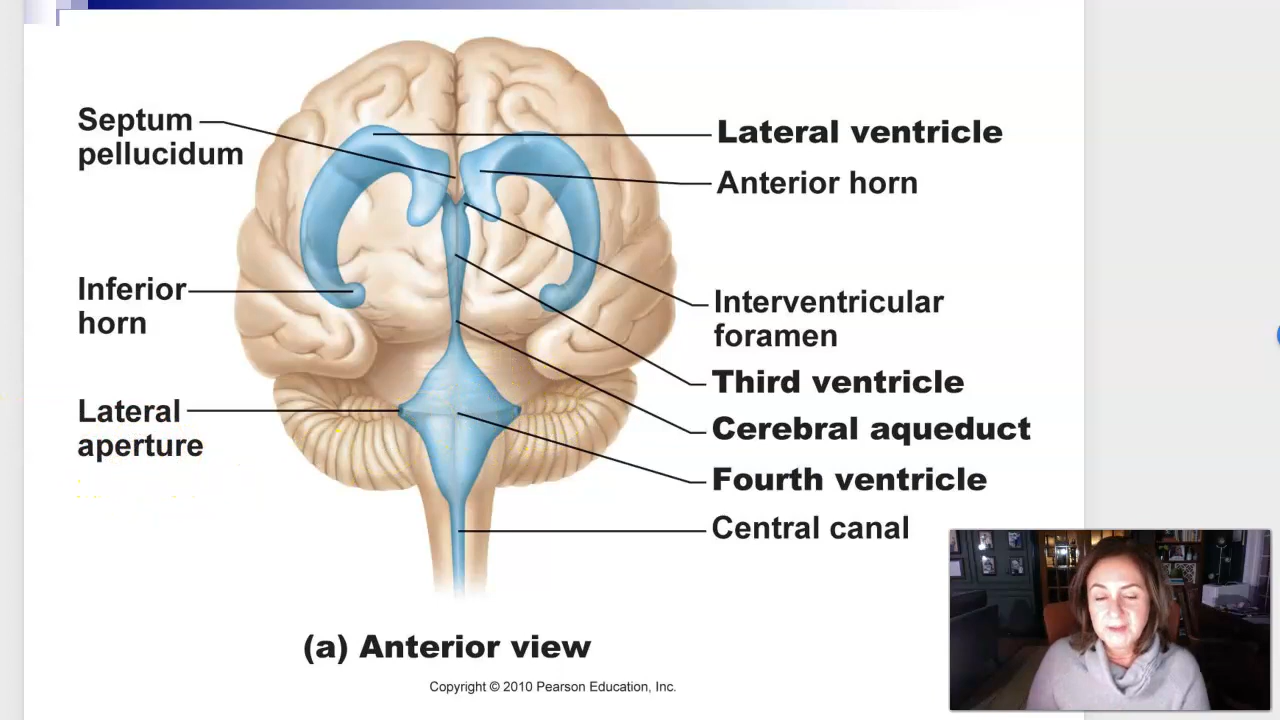 Septum
pellucidum
Lateral ventricle
Anterior horn
Inferior
horn
Interventricular
foramen
Third ventricle
Lateral
aperture
Cerebral aqueduct
Fourth ventricle
Central canal
(a) Anterior view
Copyright © 2010 Pearson Education, Inc.